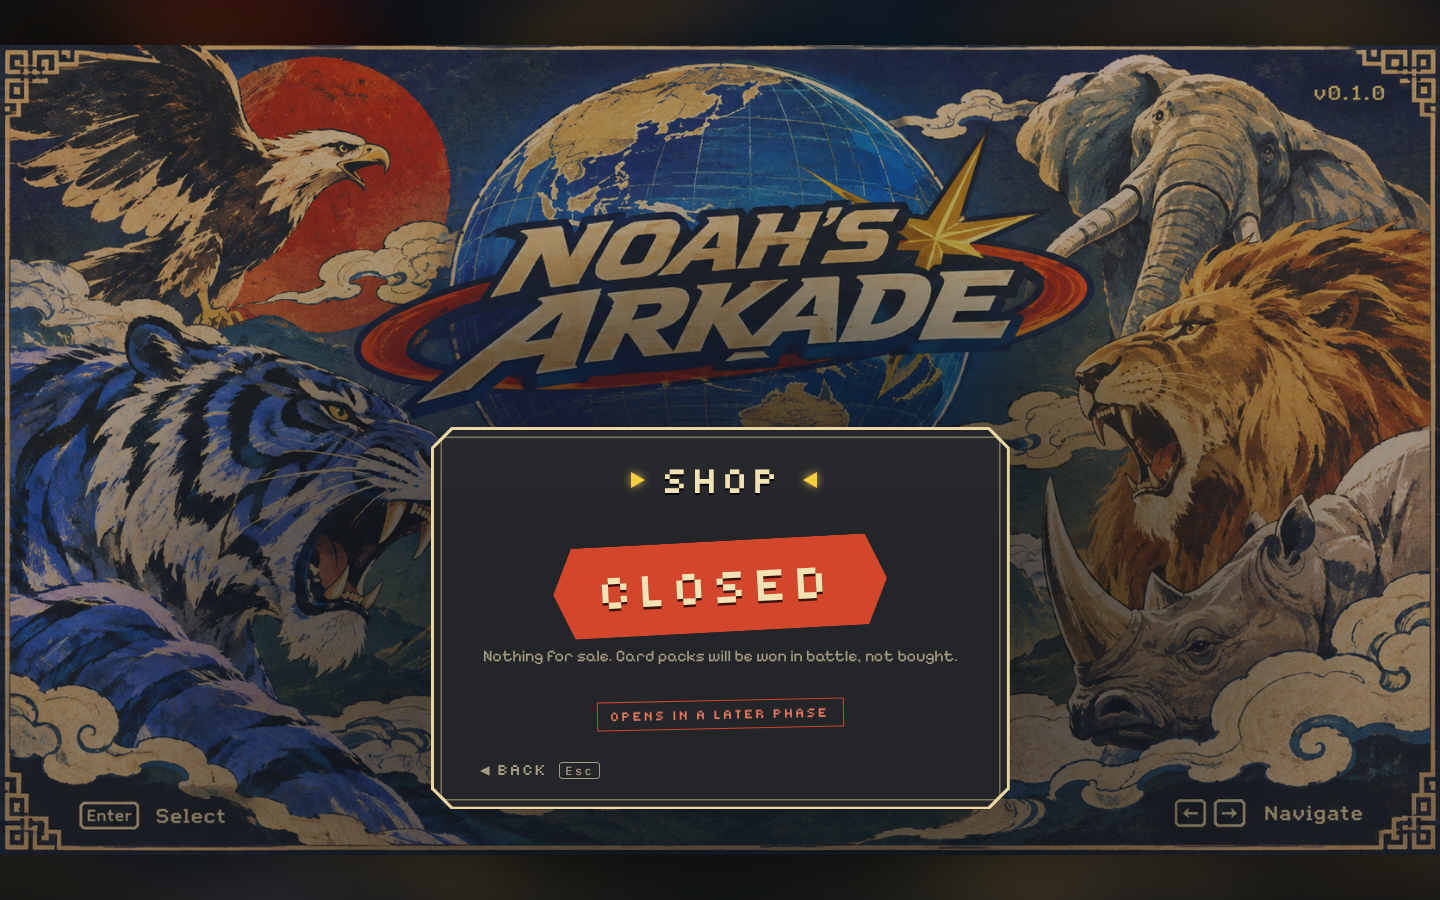 v0.1.0
NOAH'S
ARKADE
SHOP
CLOSED
Nothing for sale. Card packs will be won in battle, not bought.
OPENS IN A LATER PHASE
BACK Esc
Enter Select
← → Navigate